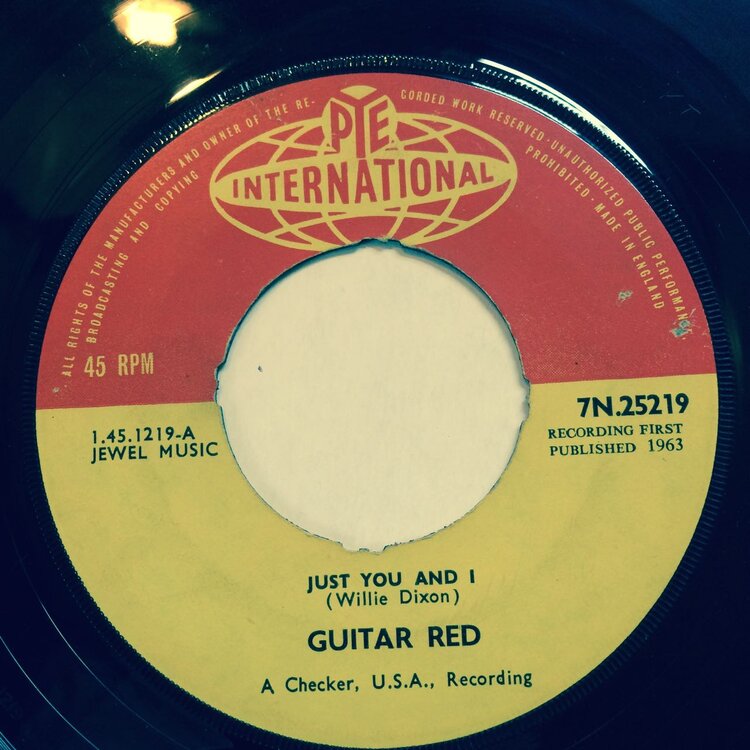 ALL RIGHTS OF THE MANUFACTURERS AND OWNER OF THE RE-
CORDED WORK RESERVED·UNAUTHORIZED PUBLIC PERFORMANCE
BROADCASTING AND COPYING
PROHIBITED·MADE IN ENGLAND
PYE
INTERNATIONAL
45 RPM
7N.25219
1.45.1219-A
RECORDING FIRST
JEWEL MUSIC
PUBLISHED 1963
JUST YOU AND I
(Willie Dixon)
GUITAR RED
A Checker, U.S.A., Recording